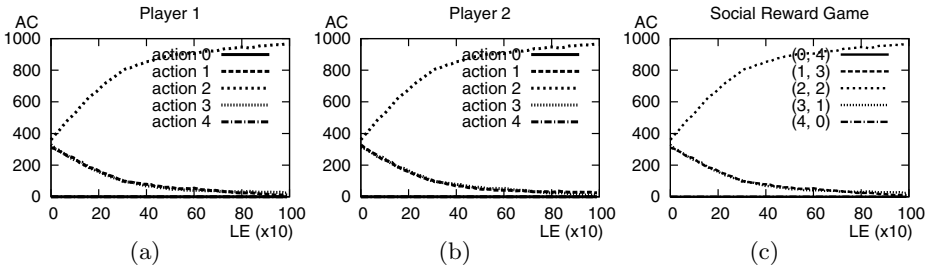 Player 1
AC
1000
800
600
400
200
0
action 0
action 1
action 2
action 3
action 4
0 20 40 60 80 100
LE (x10)
(a)
Player 2
AC
1000
800
600
400
200
0
action 0
action 1
action 2
action 3
action 4
0 20 40 60 80 100
LE (x10)
(b)
Social Reward Game
AC
1000
800
600
400
200
0
(0, 4)
(1, 3)
(2, 2)
(3, 1)
(4, 0)
0 20 40 60 80 100
LE (x10)
(c)